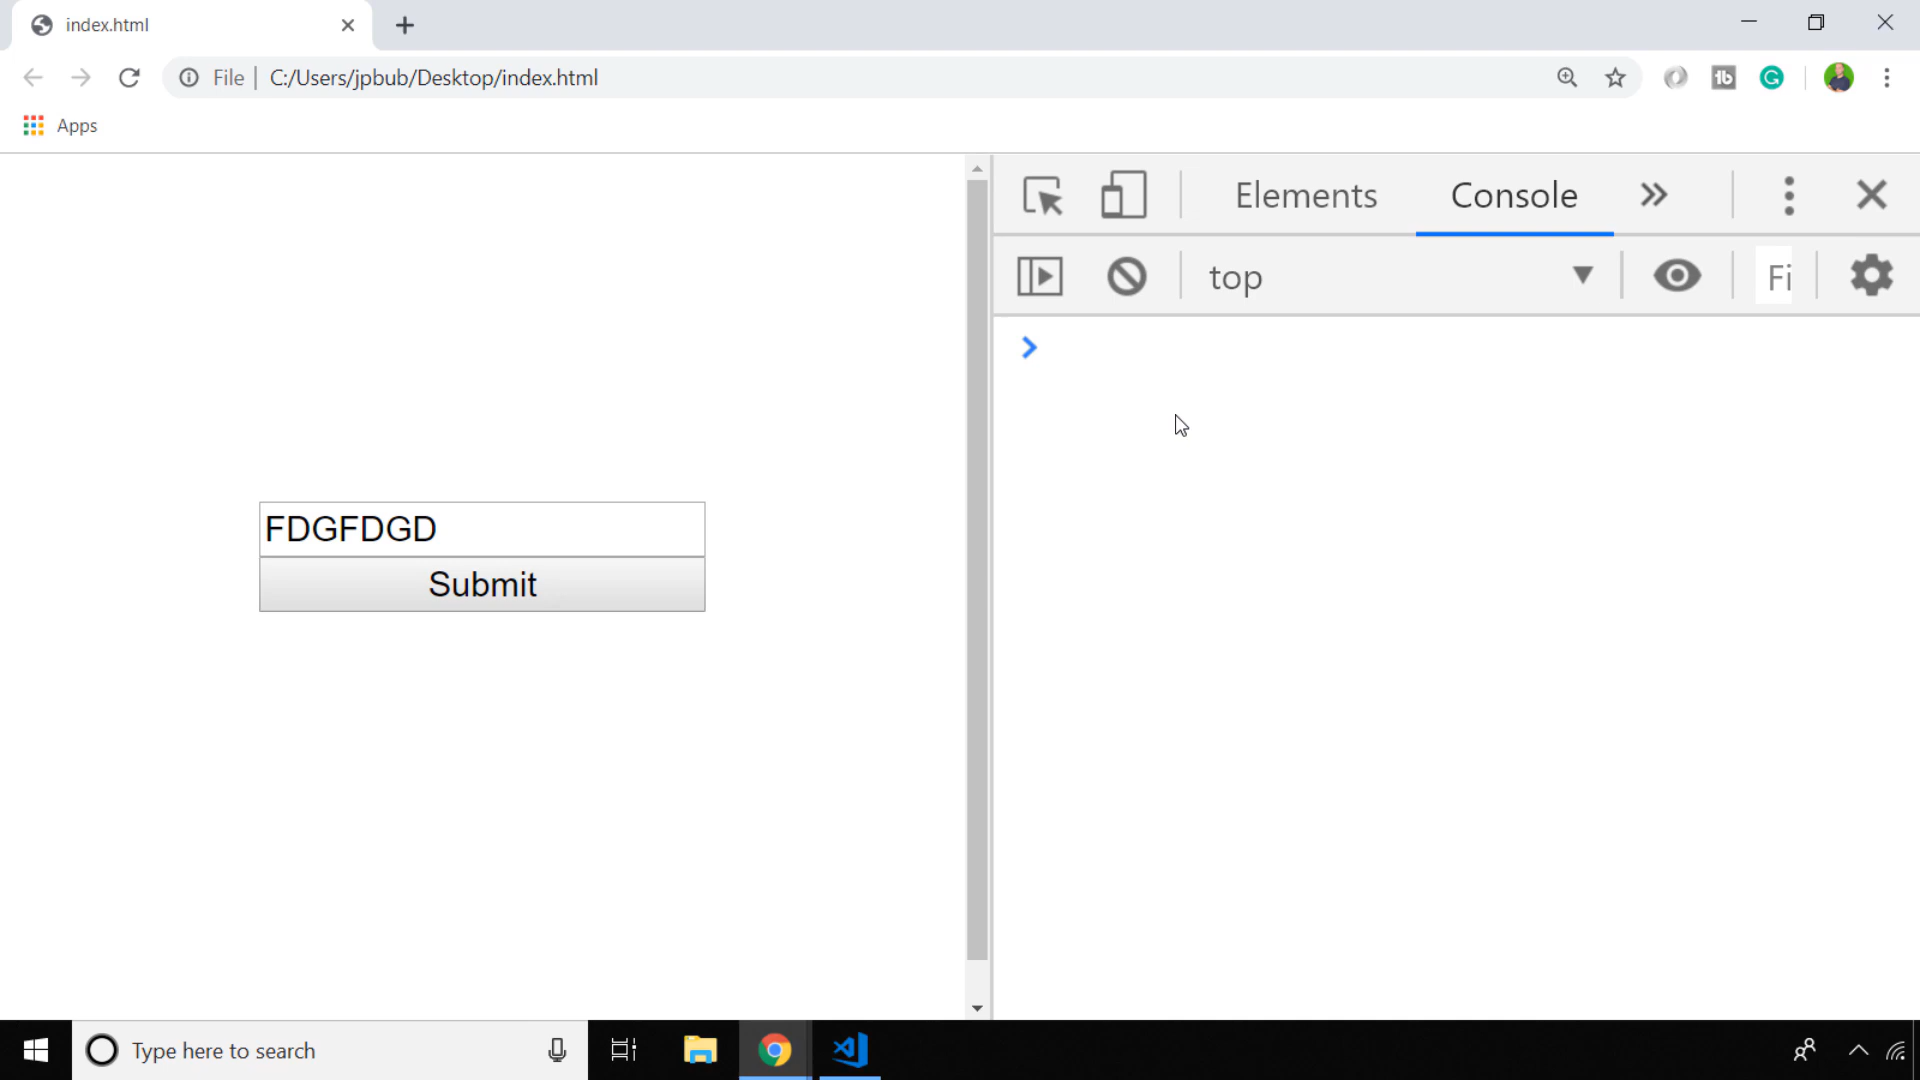 index.html
File
C:/Users/jpbub/Desktop/index.html
Apps
Elements
Console
top
Fi
FDGFDGD
Submit
Type here to search